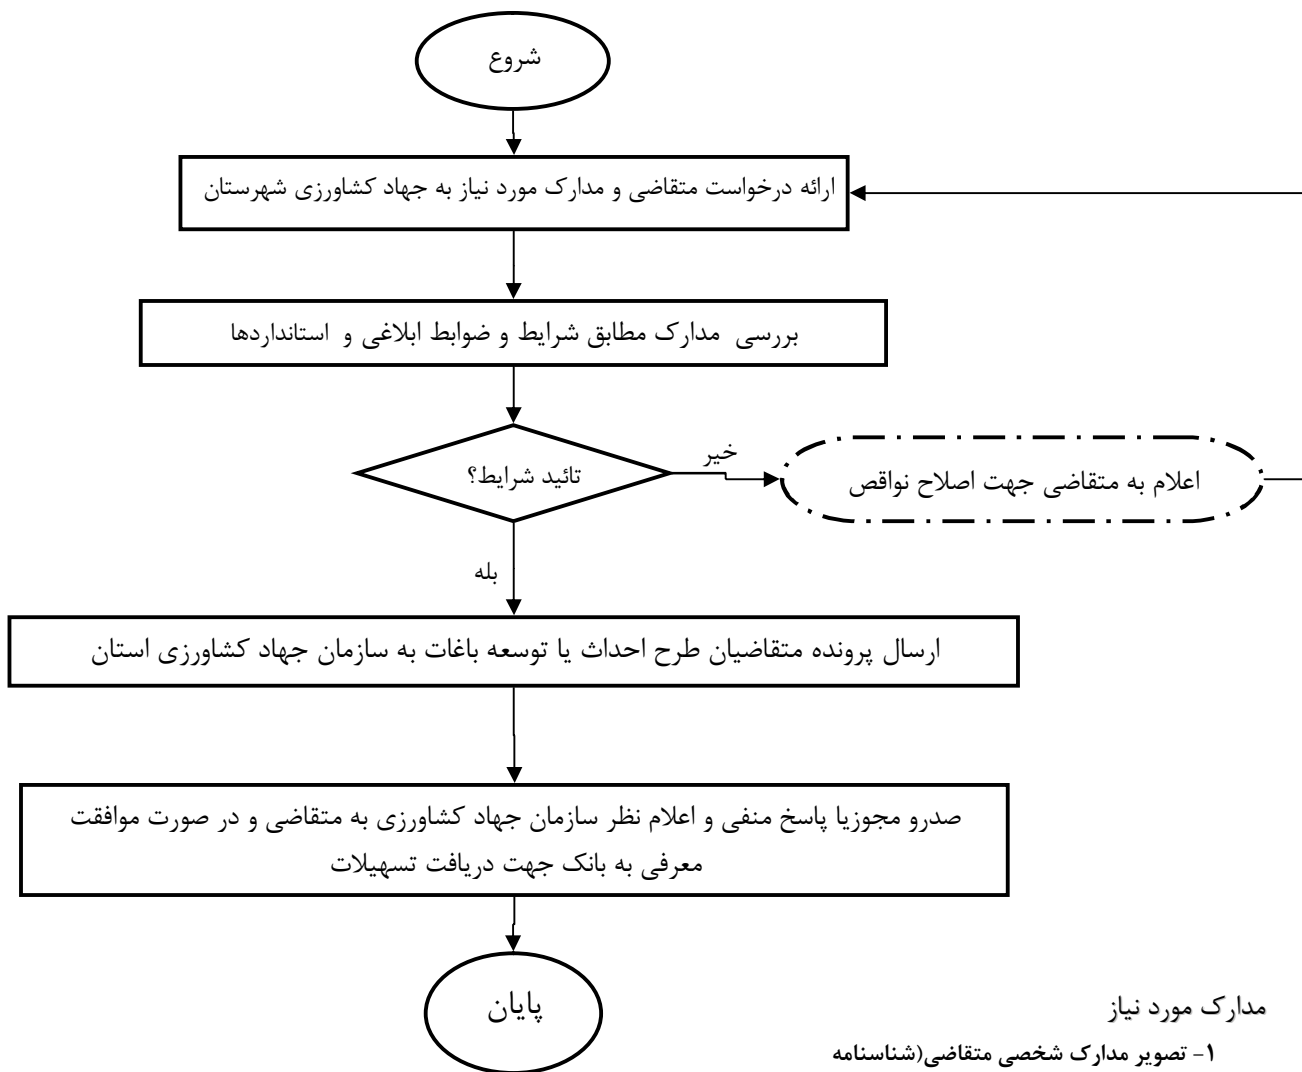 شروع
ارائه درخواست متقاضی و مدارک مورد نیاز به جهاد کشاورزی شهرستان
بررسی مدارک مطابق شرایط و ضوابط ابلاغی و استانداردها
تائید شرایط؟
خیر
اعلام به متقاضی جهت اصلاح نواقص
بله
ارسال پرونده متقاضیان طرح احداث یا توسعه باغات به سازمان جهاد کشاورزی استان
صدرو مجوزیا پاسخ منفی و اعلام نظر سازمان جهاد کشاورزی به متقاضی و در صورت موافقت
معرفی به بانک جهت دریافت تسهیلات
پایان
مدارک مورد نیاز
۱- تصویر مدارک شخصی متقاضی(شناسنامه